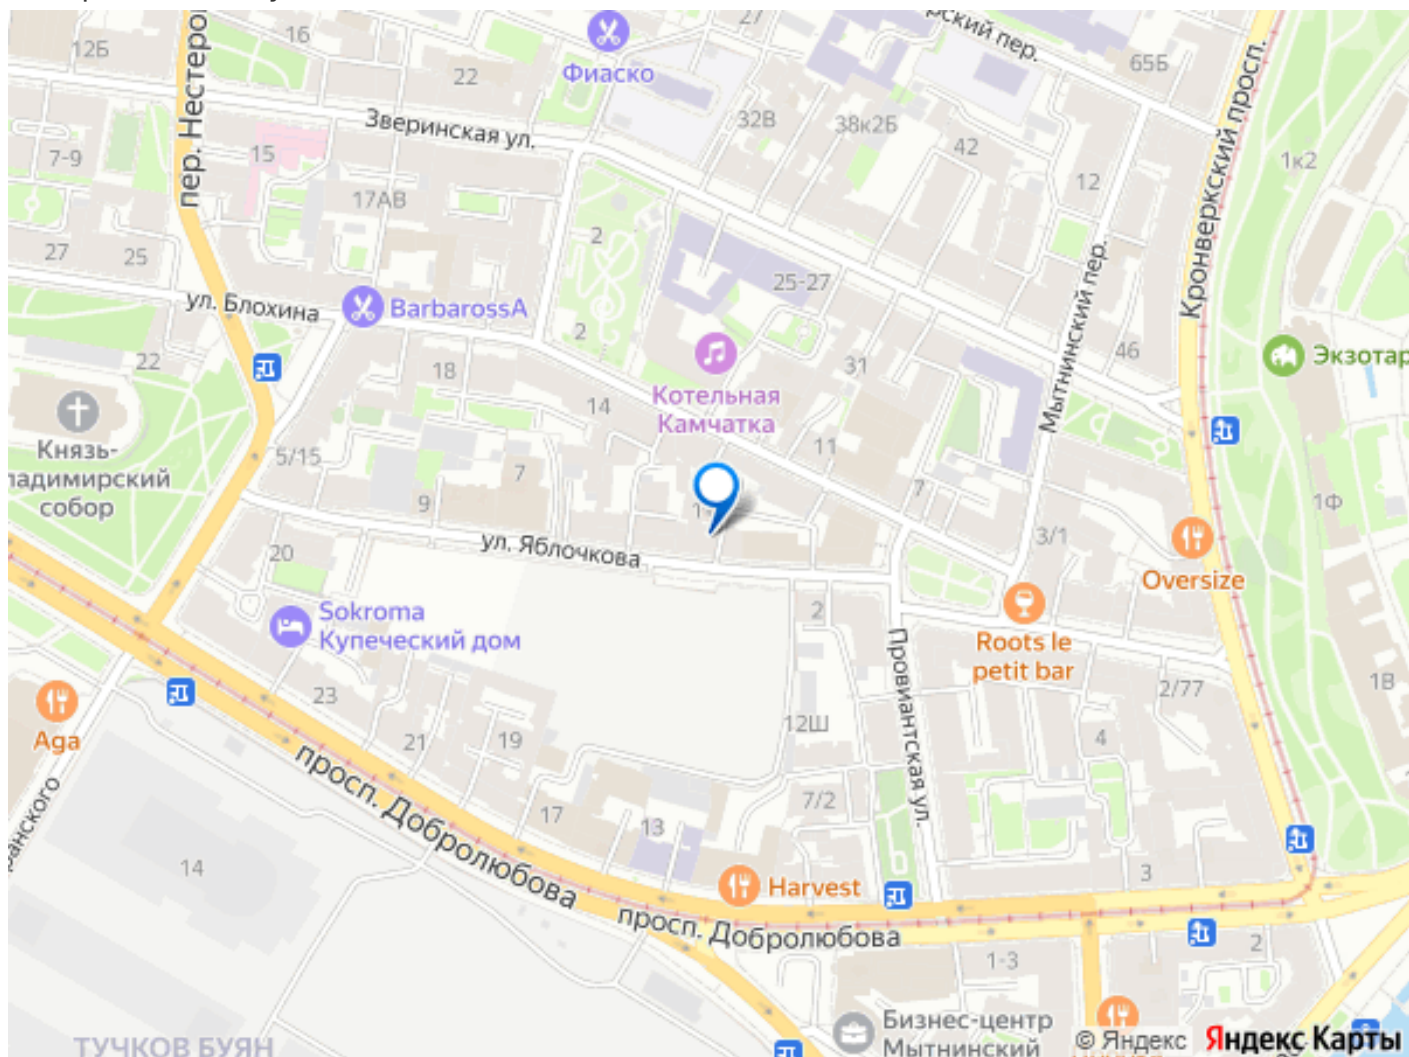 27
рский пер.
16
12Б
22
Фиаско
65Б
пер. Нестеро
Зверинская ул.
32В
38к2Б
42
7-9
15
12
1к2
17АВ
Кронверкский просп.
27
25
2
25-27
ул. Блохина
BarbarossA
Мытнинский пер.
2
46
Экзотар
22
18
31
Котельная
Камчатка
14
11
Князь-
ладимирский
собор
5/15
7
9
7
1Ф
ул. Яблочкова
3/1
20
Oversize
Sokroma
Купеческий дом
2
Roots le
petit bar
Провиантская ул.
1В
2/77
23
12Ш
Aga
21
19
4
просп. Добролюбова
7/2
17
13
ранского
14
3
Harvest
просп. Добролюбова
1-3
2
Бизнес-центр
Мытнинский
© Яндекс
Яндекс Карты
ТУЧКОВ БУЯН